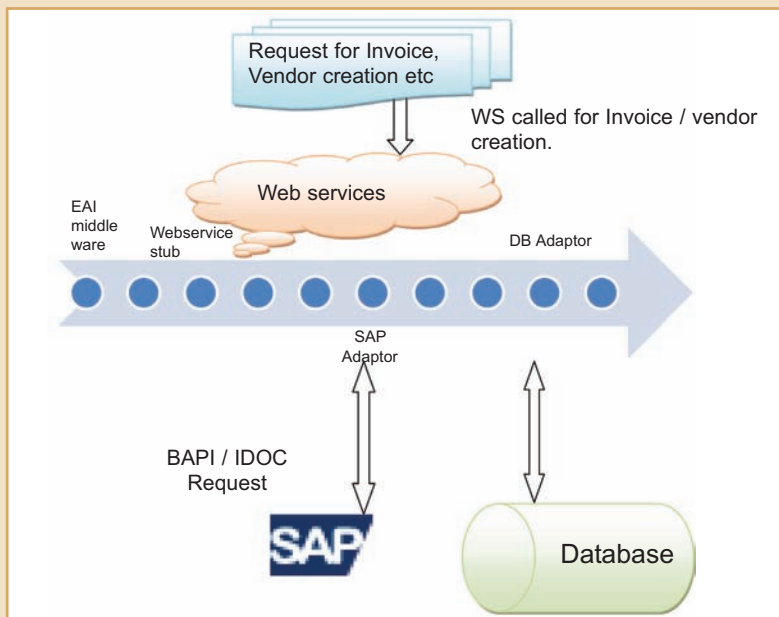 Request for Invoice,
Vendor creation etc
WS called for Invoice / vendor
creation.
Web services
EAI
middle
ware
Webservice
stub
DB Adaptor
SAP
Adaptor
BAPI / IDOC
Request
SAP
Database